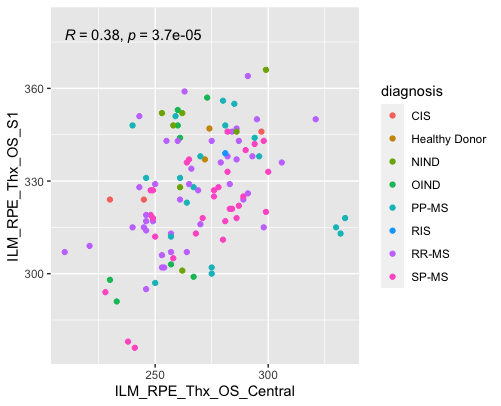 R = 0.38, p = 3.7e-05
360
330
300
250
300
ILM_RPE_Thx_OS_S1
ILM_RPE_Thx_OS_Central
diagnosis
CIS
Healthy Donor
NIND
OIND
PP-MS
RIS
RR-MS
SP-MS